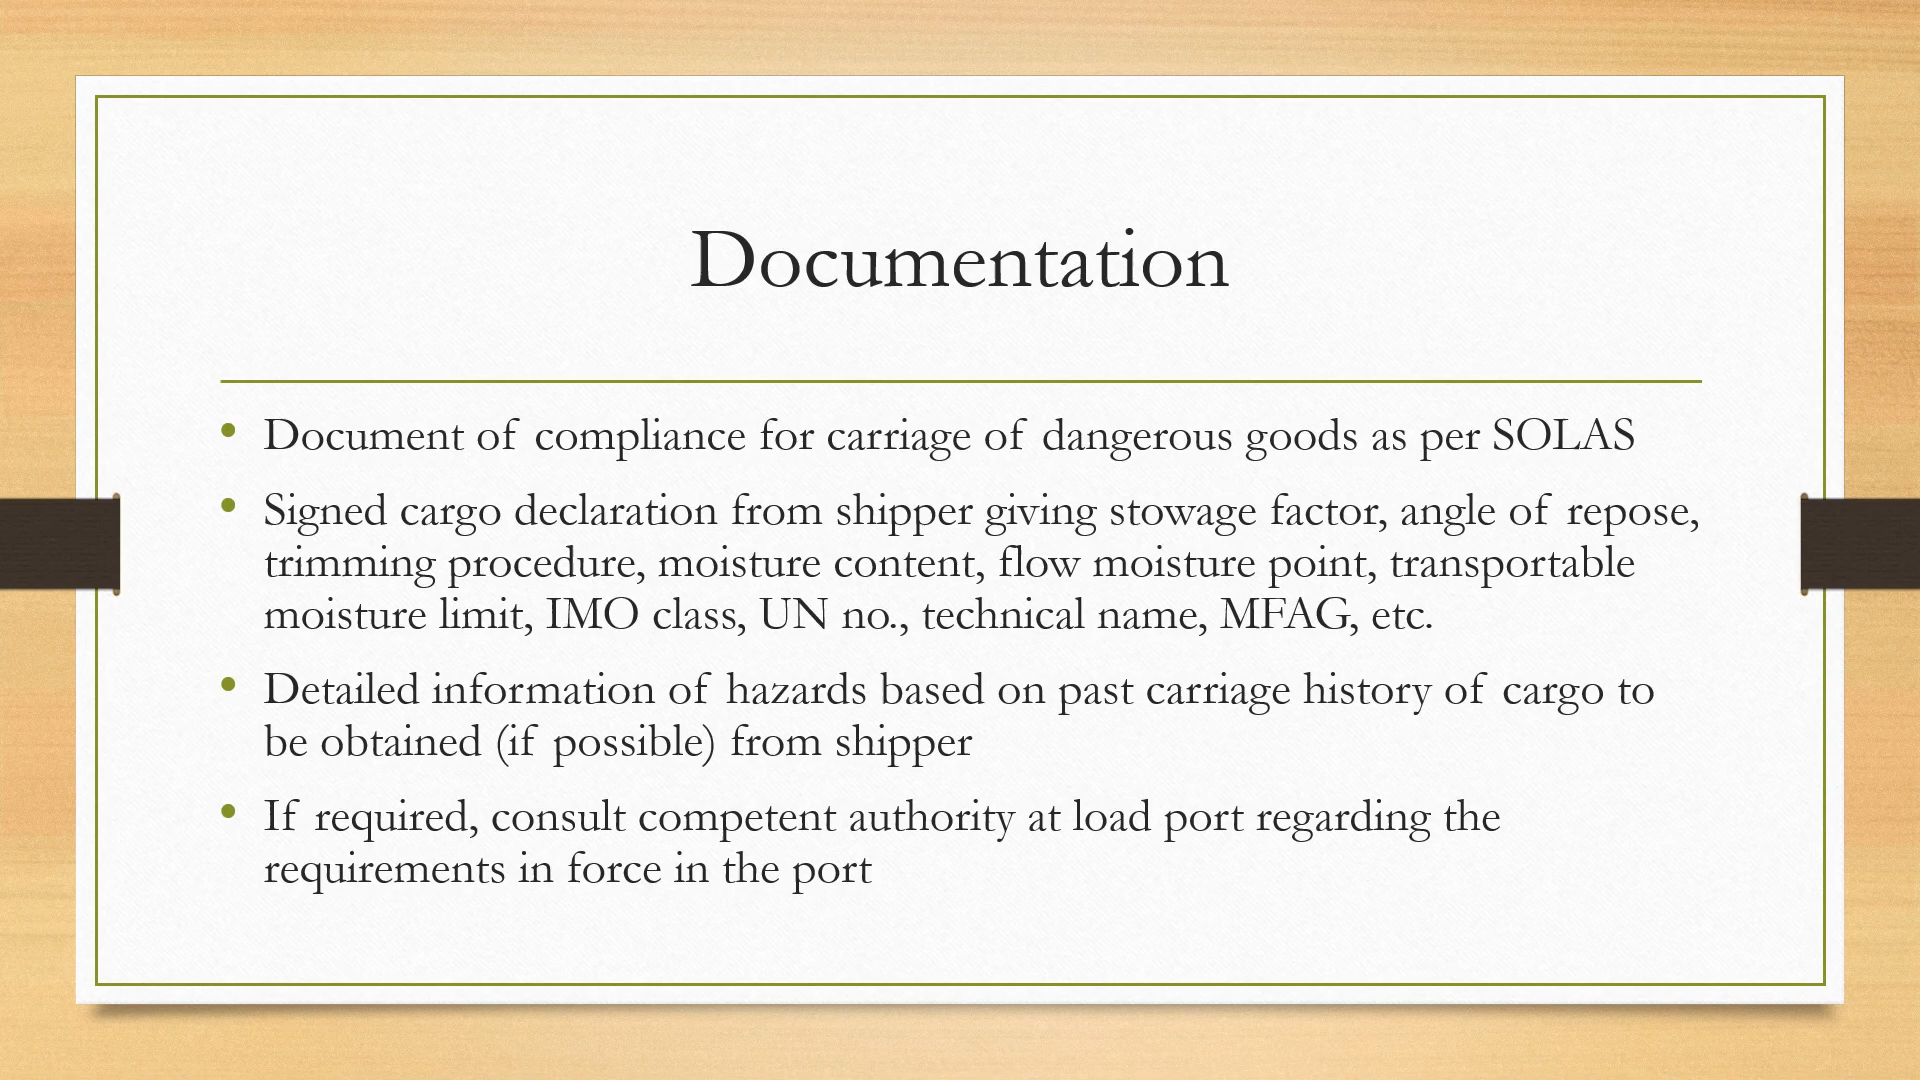 Documentation
• Document of compliance for carriage of dangerous goods as per SOLAS
• Signed cargo declaration from shipper giving stowage factor, angle of repose,
trimming procedure, moisture content, flow moisture point, transportable
moisture limit, IMO class, UN no., technical name, MFAG, etc.
• Detailed information of hazards based on past carriage history of cargo to
be obtained (if possible) from shipper
• If required, consult competent authority at load port regarding the
requirements in force in the port